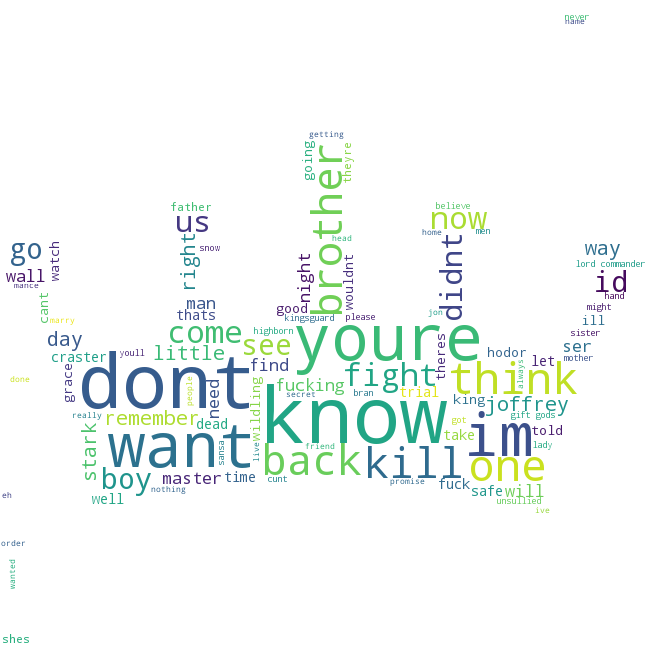 never
name
getting
going
theyre
brother
father
us
right
snow
believe
now
home
men
head
didnt
go
watch
wall
mance
night
wouldnt
way
lord commander
id
hand
might
cant
man
thats
good
kingsguard
please
jon
ill
marry
day
come
highborn
youre
sister
craster
youll
little
see
theres
hodor
let
ser
mother
done
grace
dont
people
need
find
fucking
fight
think
always
secret
bran
trial
king
joffrey
really
remember
dead
wildling
know
got
gift
gods
stark
want
sansa
live
friend
back
kill
take
im
told
lady
one
boy
master
time
cunt
promise
fuck
safe
will
eh
well
nothing
unsullied
ive
order
wanted
shes